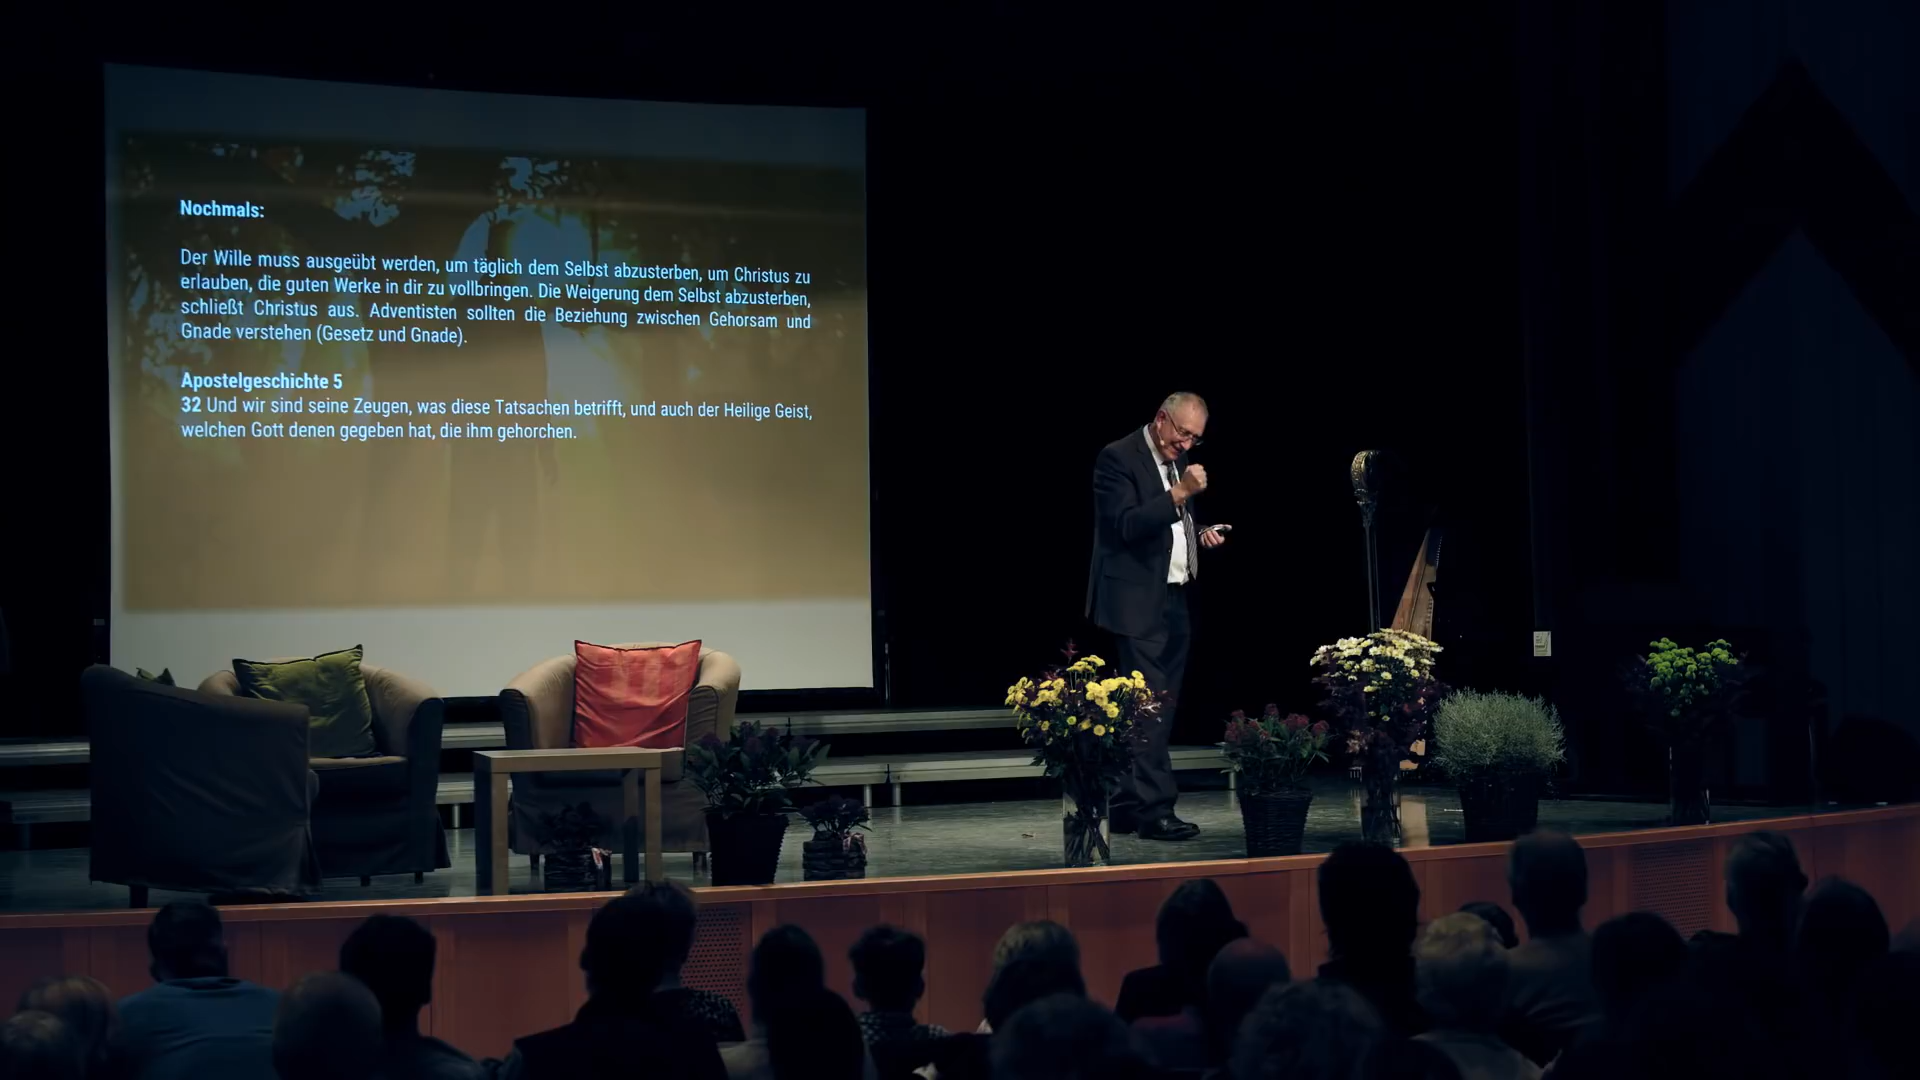 Nochmals:
Der Wille muss ausgeübt werden, um täglich dem Selbst abzusterben, um Christus zu
erlauben, die guten Werke in dir zu vollbringen. Die Weigerung dem Selbst abzusterben,
schließt Christus aus. Adventisten sollten die Beziehung zwischen Gehorsam und
Gnade verstehen (Gesetz und Gnade).
Apostelgeschichte 5
32 Und wir sind seine Zeugen, was diese Tatsachen betrifft, und auch der Heilige Geist,
welchen Gott denen gegeben hat, die ihm gehorchen.